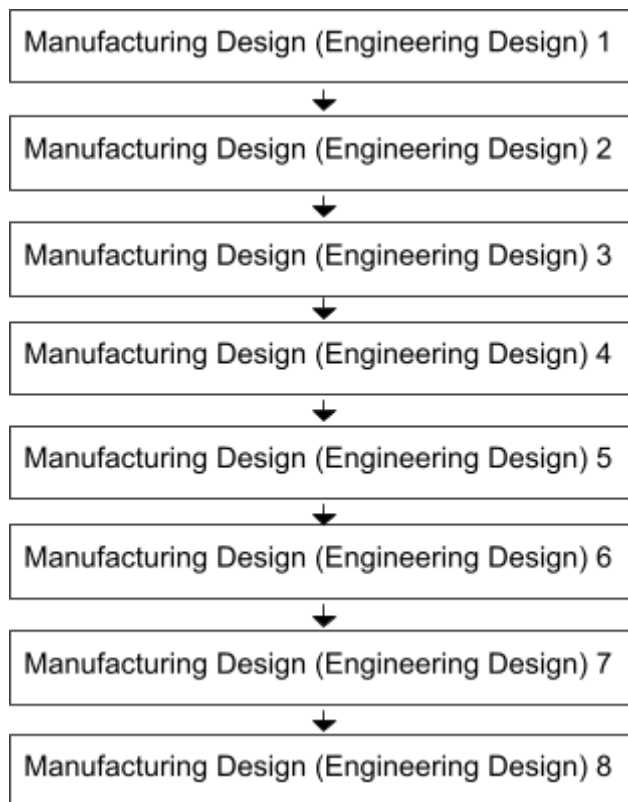 Manufacturing Design (Engineering Design) 1
Manufacturing Design (Engineering Design) 2
Manufacturing Design (Engineering Design) 3
Manufacturing Design (Engineering Design) 4
Manufacturing Design (Engineering Design) 5
Manufacturing Design (Engineering Design) 6
Manufacturing Design (Engineering Design) 7
Manufacturing Design (Engineering Design) 8